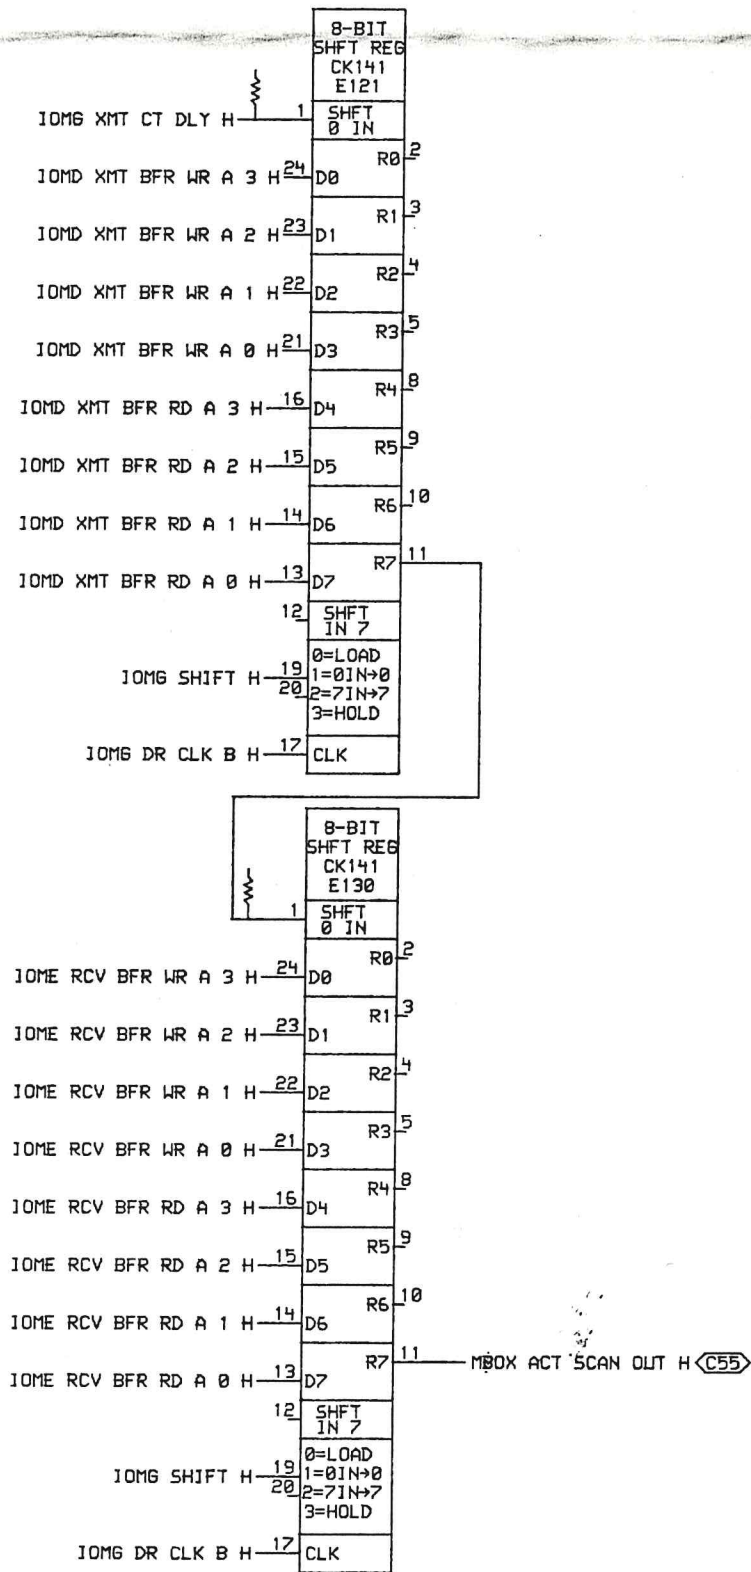 8-BIT
SHFT REG
CK141
E121
IOMG XMT CT DLY H 1 SHFT
0 IN
R0 2
IOMD XMT BFR WR A 3 H 24 D0
R1 3
IOMD XMT BFR WR A 2 H 23 D1
R2 4
IOMD XMT BFR WR A 1 H 22 D2
R3 5
IOMD XMT BFR WR A 0 H 21 D3
R4 8
IOMD XMT BFR RD A 3 H 16 D4
R5 9
IOMD XMT BFR RD A 2 H 15 D5
R6 10
IOMD XMT BFR RD A 1 H 14 D6
R7 11
IOMD XMT BFR RD A 0 H 13 D7
12 SHFT
IN 7
0=LOAD
IOMG SHIFT H 19 1=0IN→0
20 2=7IN→7
3=HOLD
IOMG DR CLK B H 17 CLK
8-BIT
SHFT REG
CK141
E130
1 SHFT
0 IN
R0 2
IOME RCV BFR WR A 3 H 24 D0
R1 3
IOME RCV BFR WR A 2 H 23 D1
R2 4
IOME RCV BFR WR A 1 H 22 D2
R3 5
IOME RCV BFR WR A 0 H 21 D3
R4 8
IOME RCV BFR RD A 3 H 16 D4
R5 9
IOME RCV BFR RD A 2 H 15 D5
R6 10
IOME RCV BFR RD A 1 H 14 D6
R7 11 MBOX ACT SCAN OUT H C55
IOME RCV BFR RD A 0 H 13 D7
12 SHFT
IN 7
0=LOAD
IOMG SHIFT H 19 1=0IN→0
20 2=7IN→7
3=HOLD
IOMG DR CLK B H 17 CLK